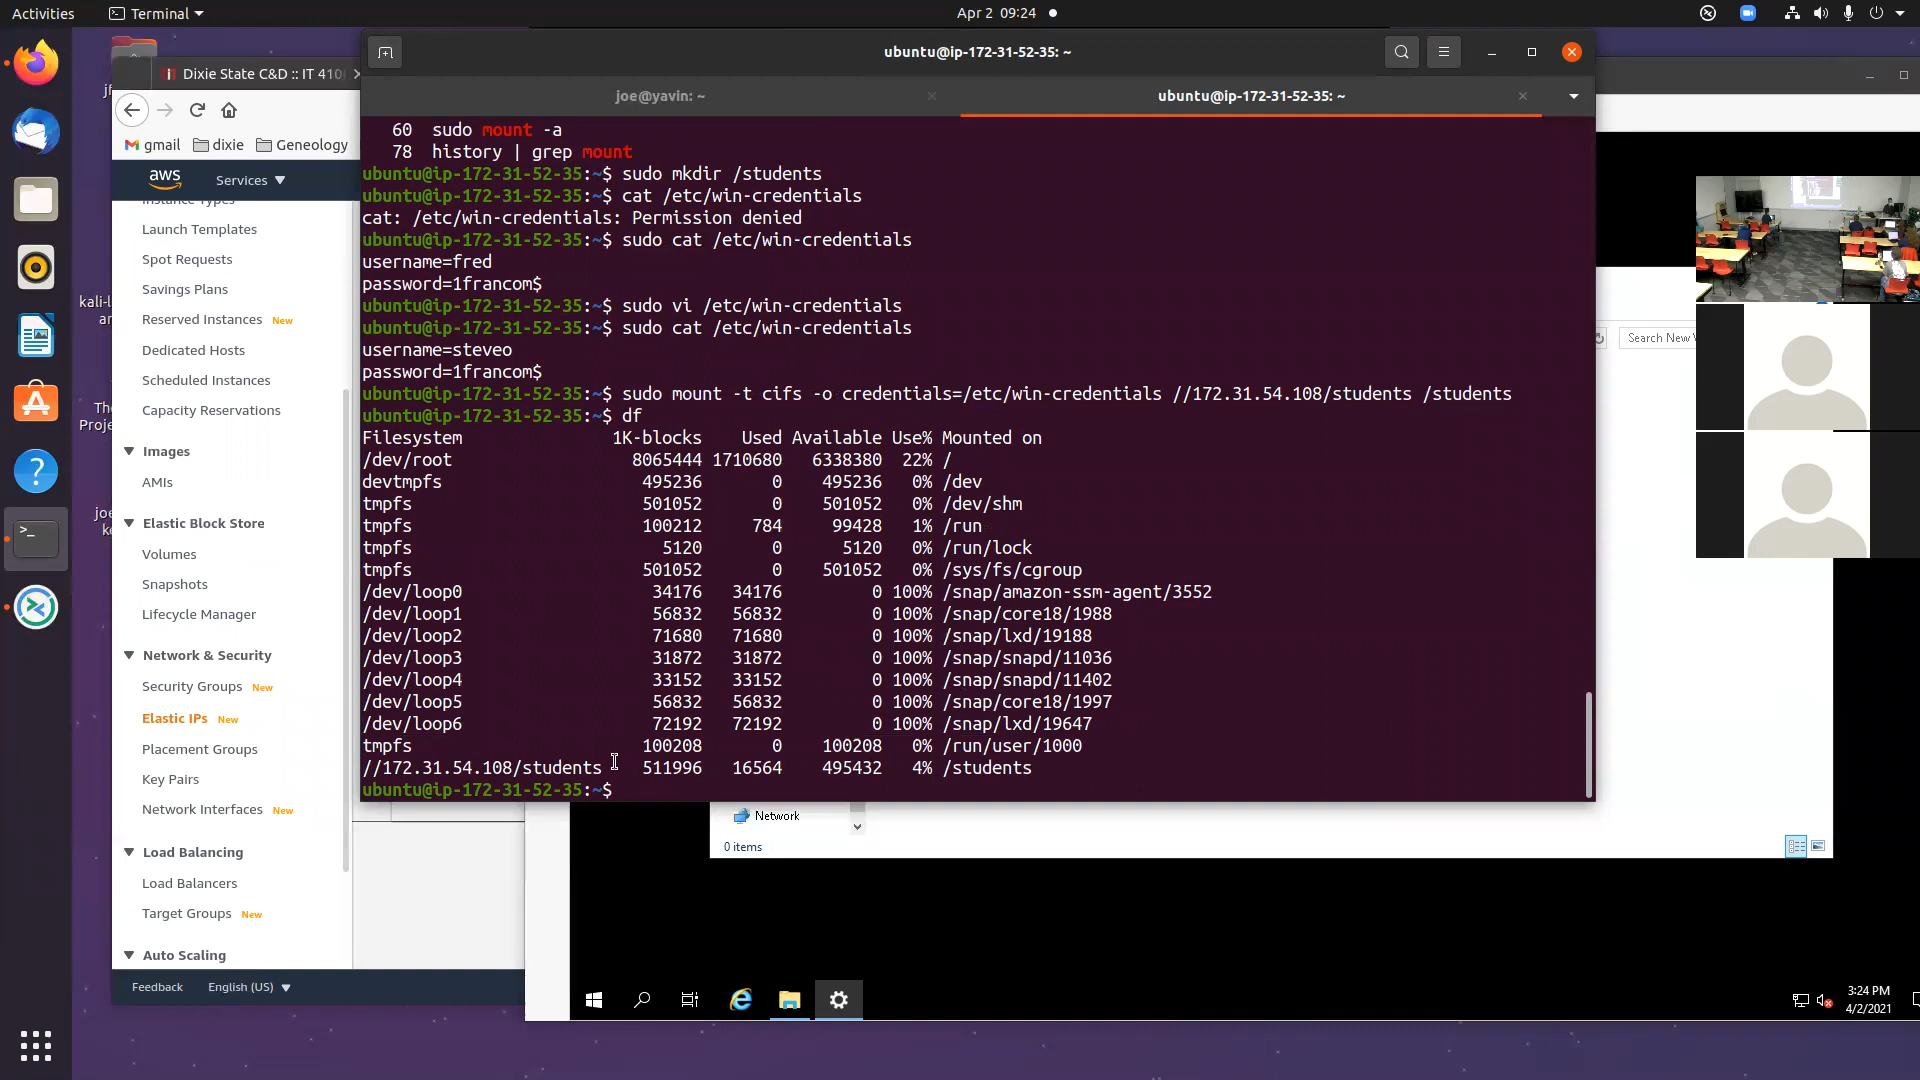 Activities
Terminal
Apr 2 09:24
ubuntu@ip-172-31-52-35: ~
Dixie State C&D :: IT 410
joe@yavin: ~
ubuntu@ip-172-31-52-35: ~
gmail
dixie
Geneology
aws
Services
Launch Templates
Spot Requests
Savings Plans
Reserved Instances New
Dedicated Hosts
Scheduled Instances
Capacity Reservations
Images
AMIs
Elastic Block Store
Volumes
Snapshots
Lifecycle Manager
Network & Security
Security Groups New
Elastic IPs New
Placement Groups
Key Pairs
Network Interfaces New
Load Balancing
Load Balancers
Target Groups New
Auto Scaling
Feedback
English (US)
60 sudo mount -a
78 history | grep mount
ubuntu@ip-172-31-52-35:~$ sudo mkdir /students
ubuntu@ip-172-31-52-35:~$ cat /etc/win-credentials
cat: /etc/win-credentials: Permission denied
ubuntu@ip-172-31-52-35:~$ sudo cat /etc/win-credentials
username=fred
password=1francom$
ubuntu@ip-172-31-52-35:~$ sudo vi /etc/win-credentials
ubuntu@ip-172-31-52-35:~$ sudo cat /etc/win-credentials
username=steveo
password=1francom$
ubuntu@ip-172-31-52-35:~$ sudo mount -t cifs -o credentials=/etc/win-credentials //172.31.54.108/students /students
ubuntu@ip-172-31-52-35:~$ df
Filesystem 1K-blocks Used Available Use% Mounted on
/dev/root 8065444 1710680 6338380 22% /
devtmpfs 495236 0 495236 0% /dev
tmpfs 501052 0 501052 0% /dev/shm
tmpfs 100212 784 99428 1% /run
tmpfs 5120 0 5120 0% /run/lock
tmpfs 501052 0 501052 0% /sys/fs/cgroup
/dev/loop0 34176 34176 0 100% /snap/amazon-ssm-agent/3552
/dev/loop1 56832 56832 0 100% /snap/core18/1988
/dev/loop2 71680 71680 0 100% /snap/lxd/19188
/dev/loop3 31872 31872 0 100% /snap/snapd/11036
/dev/loop4 33152 33152 0 100% /snap/snapd/11402
/dev/loop5 56832 56832 0 100% /snap/core18/1997
/dev/loop6 72192 72192 0 100% /snap/lxd/19647
tmpfs 100208 0 100208 0% /run/user/1000
//172.31.54.108/students 511996 16564 495432 4% /students
ubuntu@ip-172-31-52-35:~$
Search New
Network
0 items
3:24 PM
4/2/2021